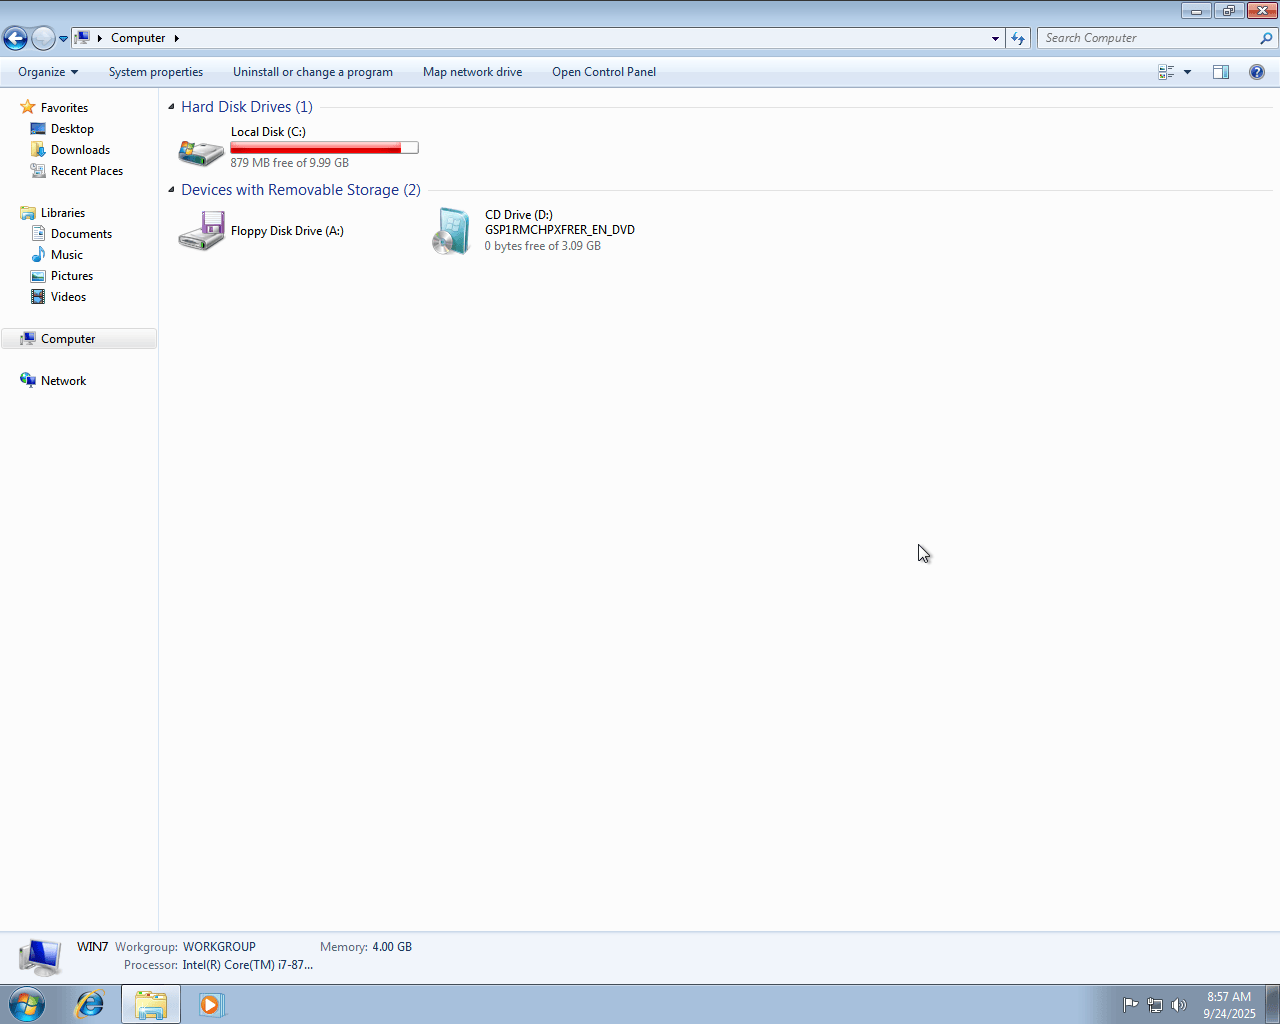 Computer
Search Computer
Organize
System properties
Uninstall or change a program
Map network drive
Open Control Panel
Favorites
Desktop
Downloads
Recent Places
Libraries
Documents
Music
Pictures
Videos
Computer
Network
Hard Disk Drives (1)
Local Disk (C:)
879 MB free of 9.99 GB
Devices with Removable Storage (2)
Floppy Disk Drive (A:)
CD Drive (D:)
GSP1RMCHPXFRER_EN_DVD
0 bytes free of 3.09 GB
WIN7 Workgroup: WORKGROUP Memory: 4.00 GB
Processor: Intel(R) Core(TM) i7-87...
8:57 AM
9/24/2025